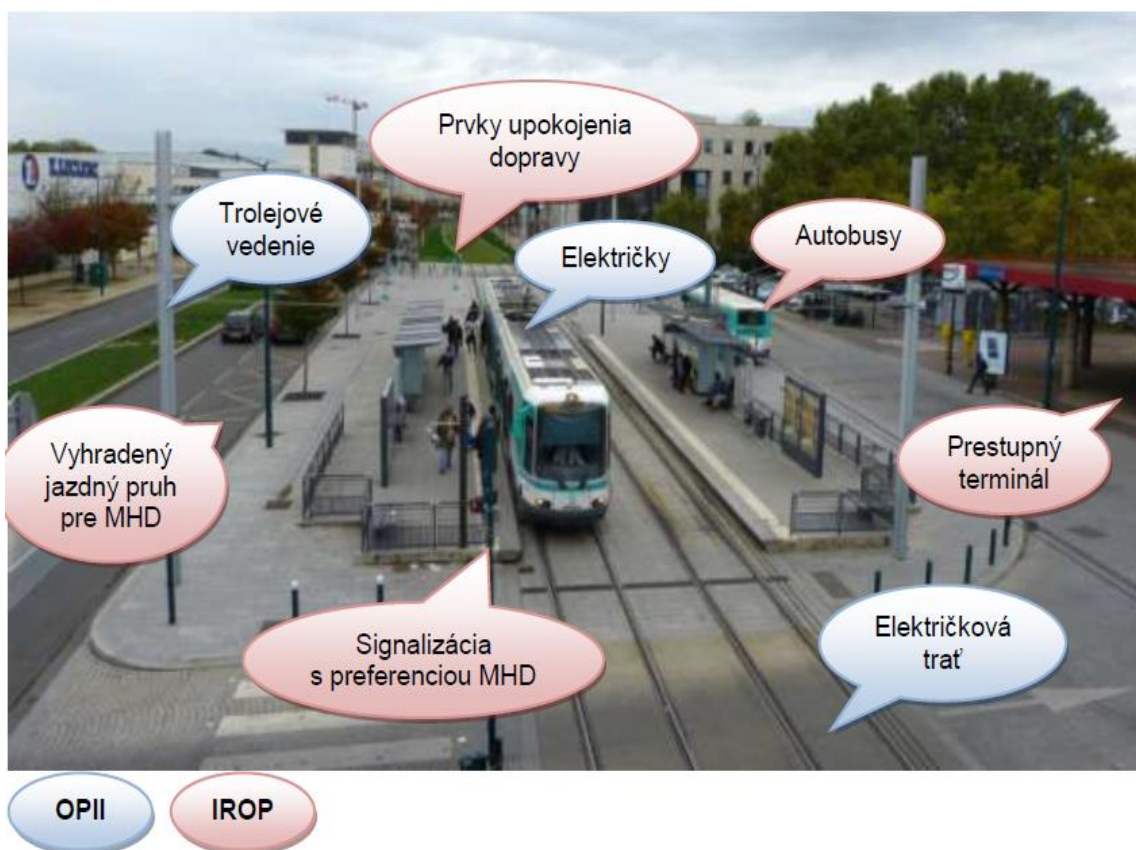 Prvky upokojenia
dopravy
E.LECLERC
Trolejové
vedenie
Električky
Autobusy
Vyhradený
jazdný pruh
pre MHD
Prestupný
terminál
Signalizácia
s preferenciou MHD
Električková
trať
OPII
IROP